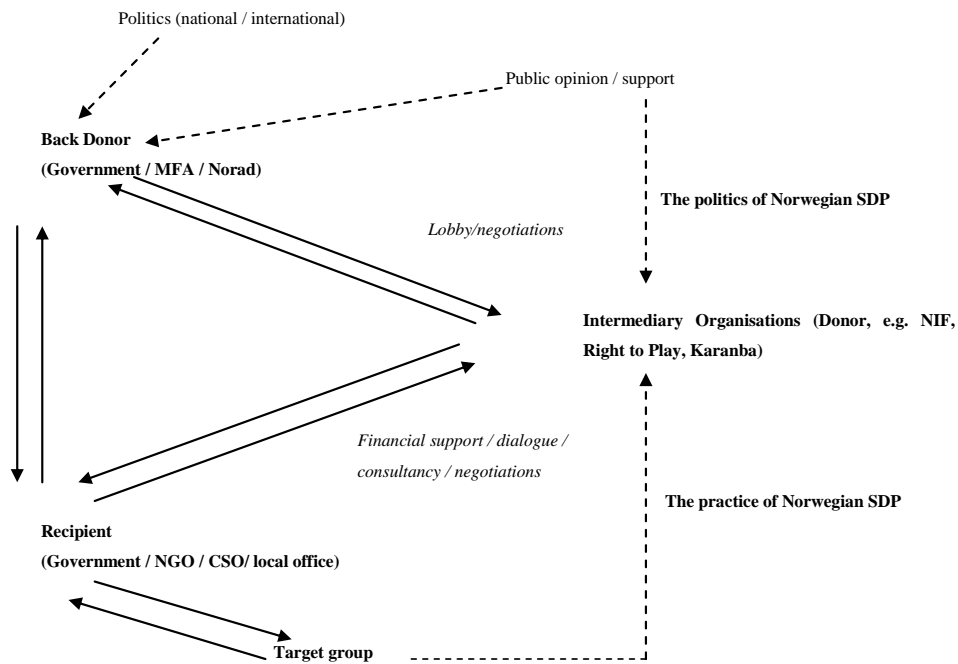 Politics (national / international)
Public opinion / support
Back Donor
(Government / MFA / Norad)
The politics of Norwegian SDP
Lobby/negotiations
Intermediary Organisations (Donor, e.g. NIF,
Right to Play, Karanba)
Financial support / dialogue /
consultancy / negotiations
The practice of Norwegian SDP
Recipient
(Government / NGO / CSO/ local office)
Target group